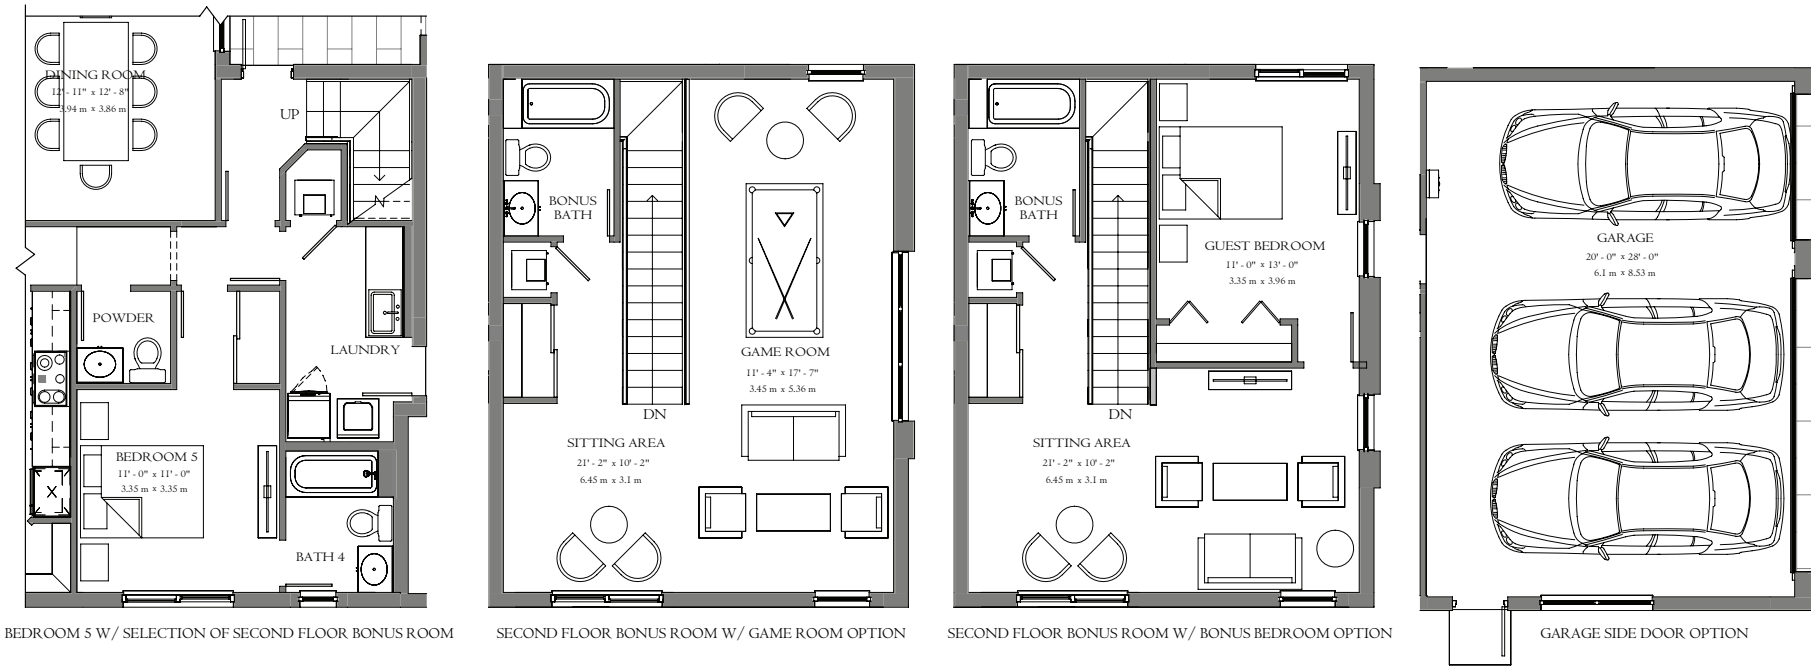 DINING ROOM
12' - 11" x 12' - 8"
3.94 m x 3.86 m
UP
POWDER
LAUNDRY
BEDROOM 5
11' - 0" x 11' - 0"
3.35 m x 3.35 m
X
BATH 4
BEDROOM 5 W/ SELECTION OF SECOND FLOOR BONUS ROOM
BONUS
BATH
GAME ROOM
11' - 4" x 17' - 7"
3.45 m x 5.36 m
DN
SITTING AREA
21' - 2" x 10' - 2"
6.45 m x 3.1 m
SECOND FLOOR BONUS ROOM W/ GAME ROOM OPTION
BONUS
BATH
GUEST BEDROOM
11' - 0" x 13' - 0"
3.35 m x 3.96 m
DN
SITTING AREA
21' - 2" x 10' - 2"
6.45 m x 3.1 m
SECOND FLOOR BONUS ROOM W/ BONUS BEDROOM OPTION
GARAGE
20' - 0" x 28' - 0"
6.1 m x 8.53 m
GARAGE SIDE DOOR OPTION